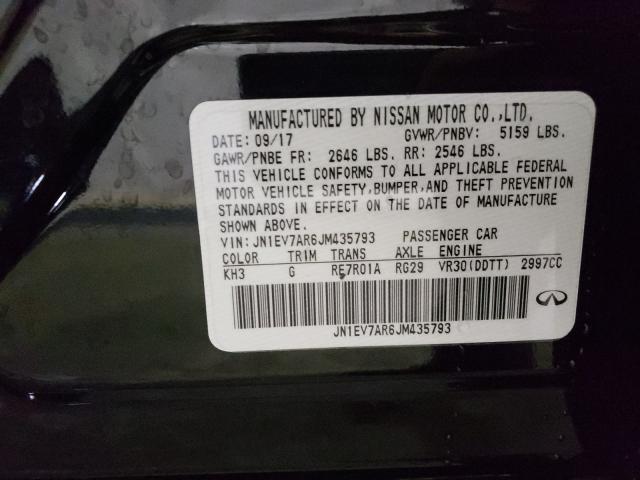 MANUFACTURED BY NISSAN MOTOR CO.,LTD.
DATE: 09/17 GVWR/PNBV: 5159 LBS.
GAWR/PNBE FR: 2646 LBS. RR: 2546 LBS.
THIS VEHICLE CONFORMS TO ALL APPLICABLE FEDERAL
MOTOR VEHICLE SAFETY,BUMPER,AND THEFT PREVENTION
STANDARDS IN EFFECT ON THE DATE OF MANUFACTURE
SHOWN ABOVE.
VIN: JN1EV7AR6JM435793 PASSENGER CAR
COLOR TRIM TRANS AXLE ENGINE
KH3 G RE7R01A RG29 VR30(DDTT) 2997CC
JN1EV7AR6JM435793